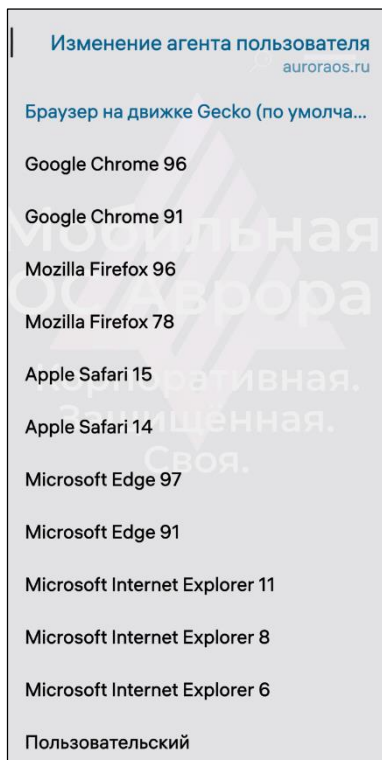 Изменение агента пользователя
auroraos.ru
Браузер на движке Gecko (по умолча...
Google Chrome 96
Google Chrome 91
Мобильная
Mozilla Firefox 96
ОС Аврора
Mozilla Firefox 78
Apple Safari 15
Корпоративная.
Защищённая.
Apple Safari 14
Своя.
Microsoft Edge 97
Microsoft Edge 91
Microsoft Internet Explorer 11
Microsoft Internet Explorer 8
Microsoft Internet Explorer 6
Пользовательский